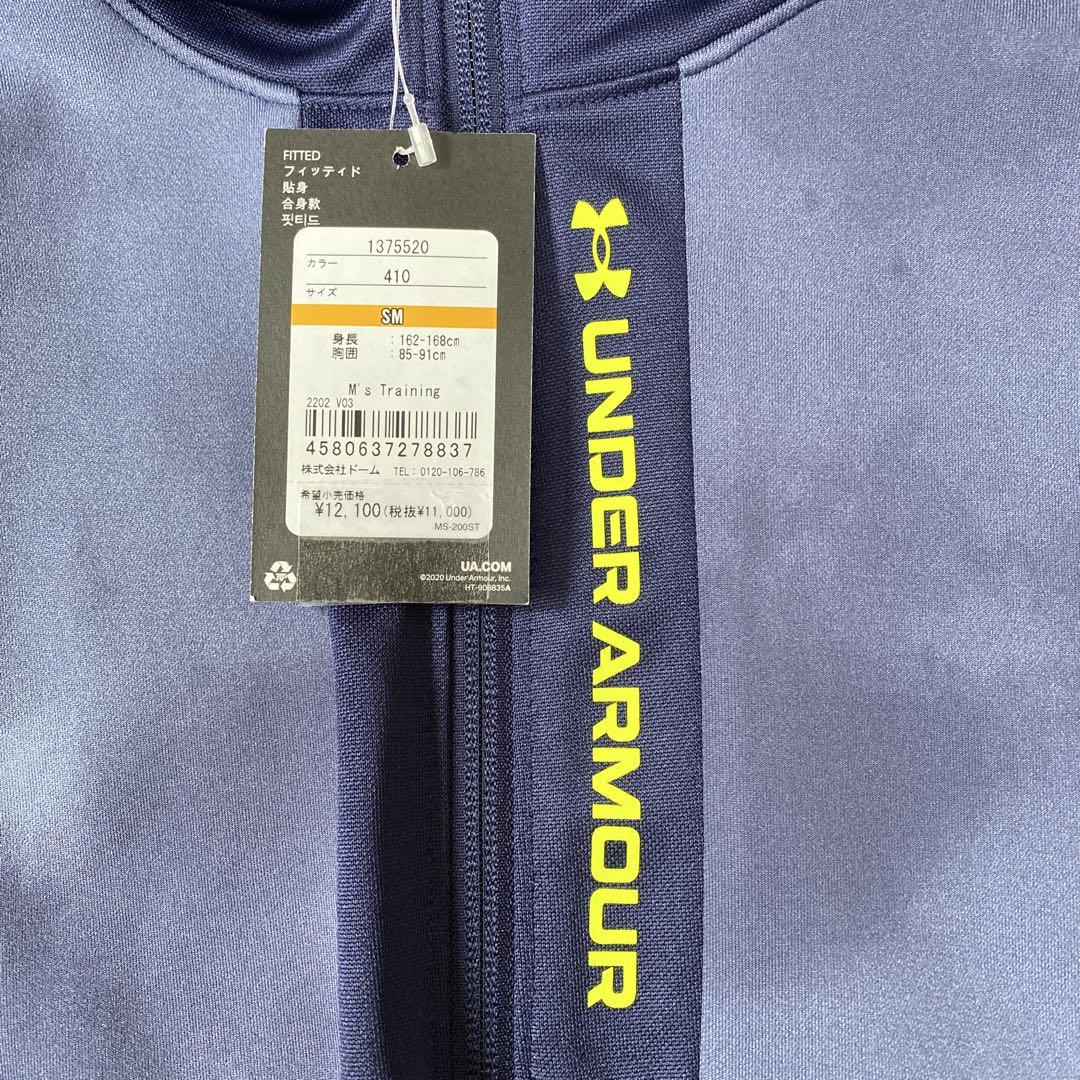 FITTED
フィッティド
貼身
合身款
핏티드
1375520
カラー
410
サイズ
SM
身長 :162-168cm
胸囲 :85-91cm
M's Training
2202 V03
4580637278837
株式会社ドーム TEL: 0120-106-786
希望小売価格
¥12,100(税抜¥11,000)
MS-200ST
UA.COM
©2020 Under Armour, Inc.
HT-908835A
UNDER ARMOUR